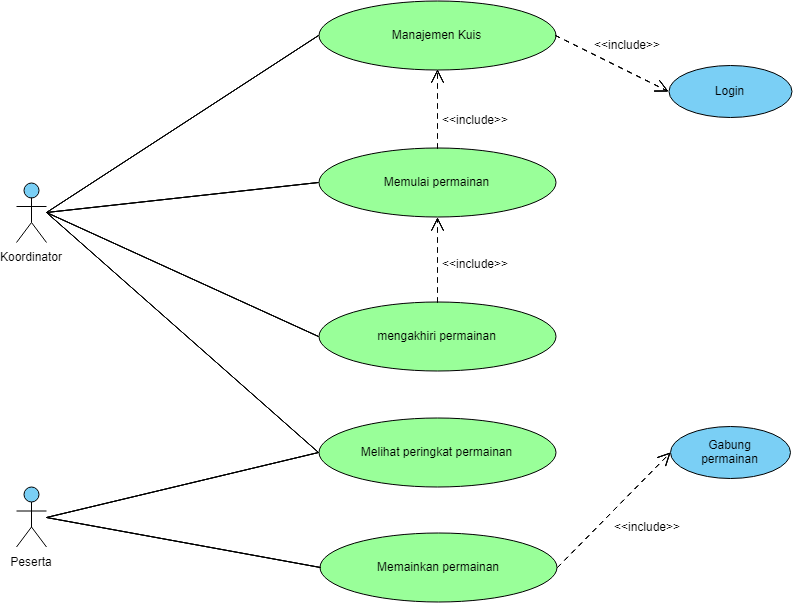 Manajemen Kuis
<<include>>
Login
<<include>>
Memulai permainan
Koordinator
<<include>>
mengakhiri permainan
Melihat peringkat permainan
Gabung
permainan
<<include>>
Peserta
Memainkan permainan